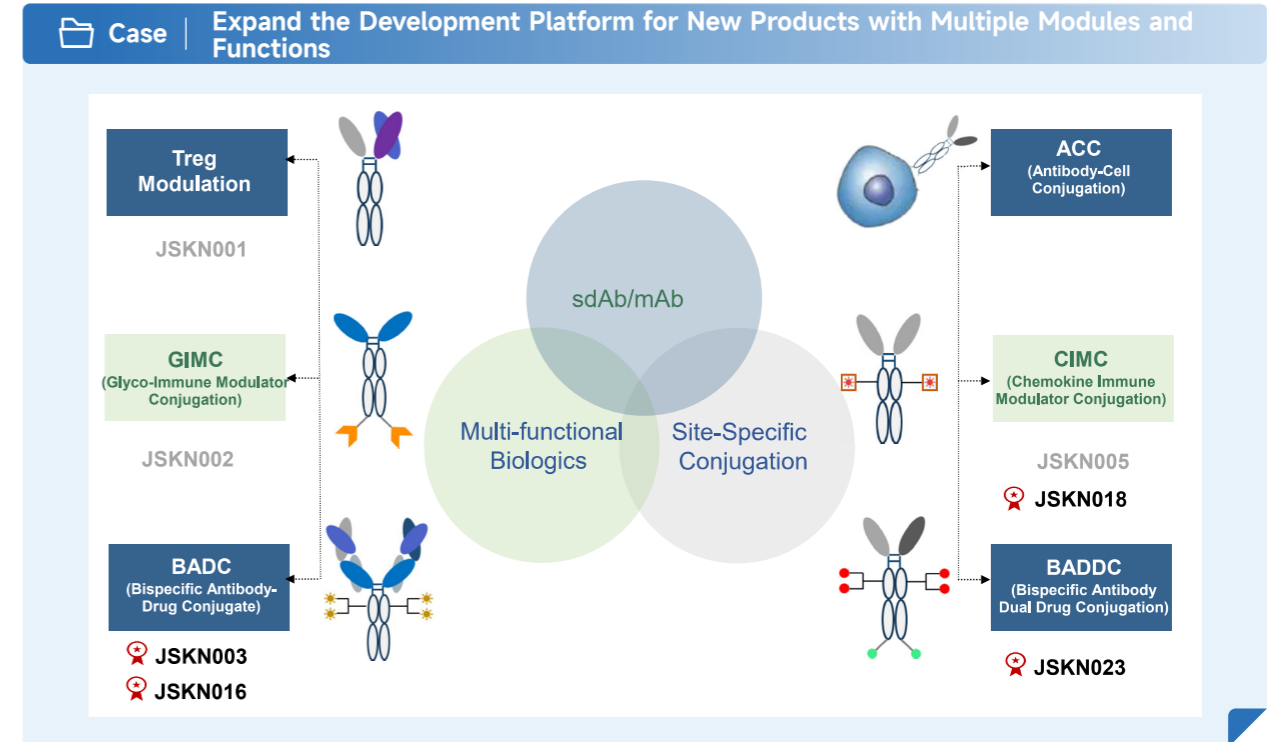 Case
Expand the Development Platform for New Products with Multiple Modules and
Functions
Treg
Modulation
JSKN001
GIMC
(Glyco-Immune Modulator
Conjugation)
JSKN002
BADC
(Bispecific Antibody-
Drug Conjugate)
JSKN003
JSKN016
sdAb/mAb
Multi-functional
Biologics
Site-Specific
Conjugation
ACC
(Antibody-Cell
Conjugation)
CIMC
(Chemokine Immune
Modulator Conjugation)
JSKN005
JSKN018
BADDC
(Bispecific Antibody
Dual Drug Conjugation)
JSKN023